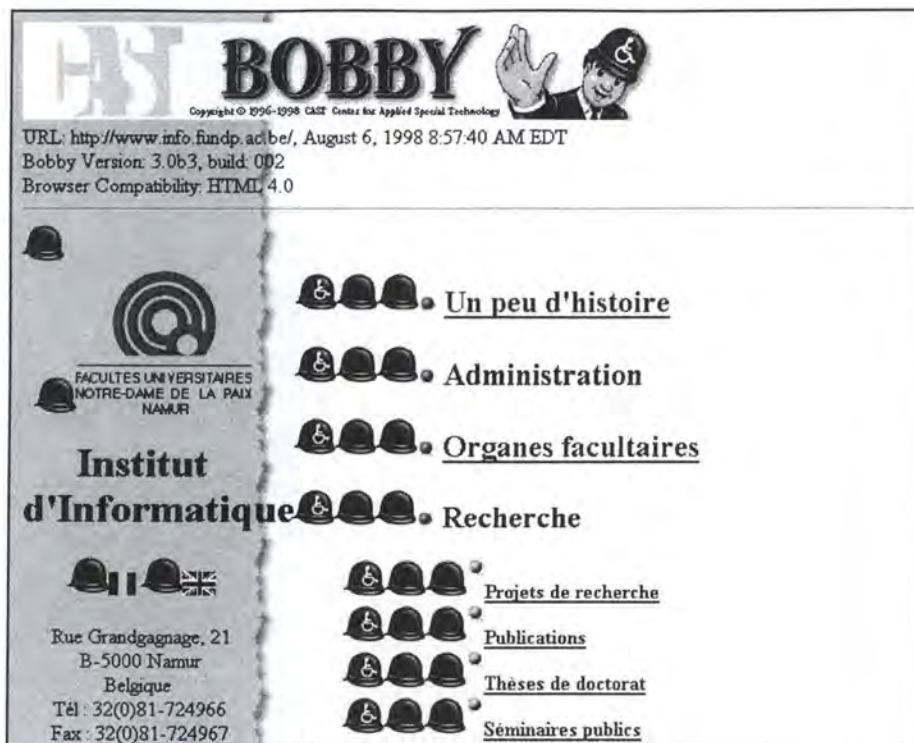 CAST BOBBY
Copyright © 1996-1998 CAST Center for Applied Special Technology
URL: http://www.info.fundp.ac.be/, August 6, 1998 8:57:40 AM EDT
Bobby Version: 3.0b3, build: 002
Browser Compatibility: HTML 4.0
FACULTES UNIVERSITAIRES
NOTRE-DAME DE LA PAIX
NAMUR
Institut
d'Informatique
Rue Grandgagnage, 21
B-5000 Namur
Belgique
Tél : 32(0)81-724966
Fax : 32(0)81-724967
Un peu d'histoire
Administration
Organes facultaires
Recherche
Projets de recherche
Publications
Thèses de doctorat
Séminaires publics